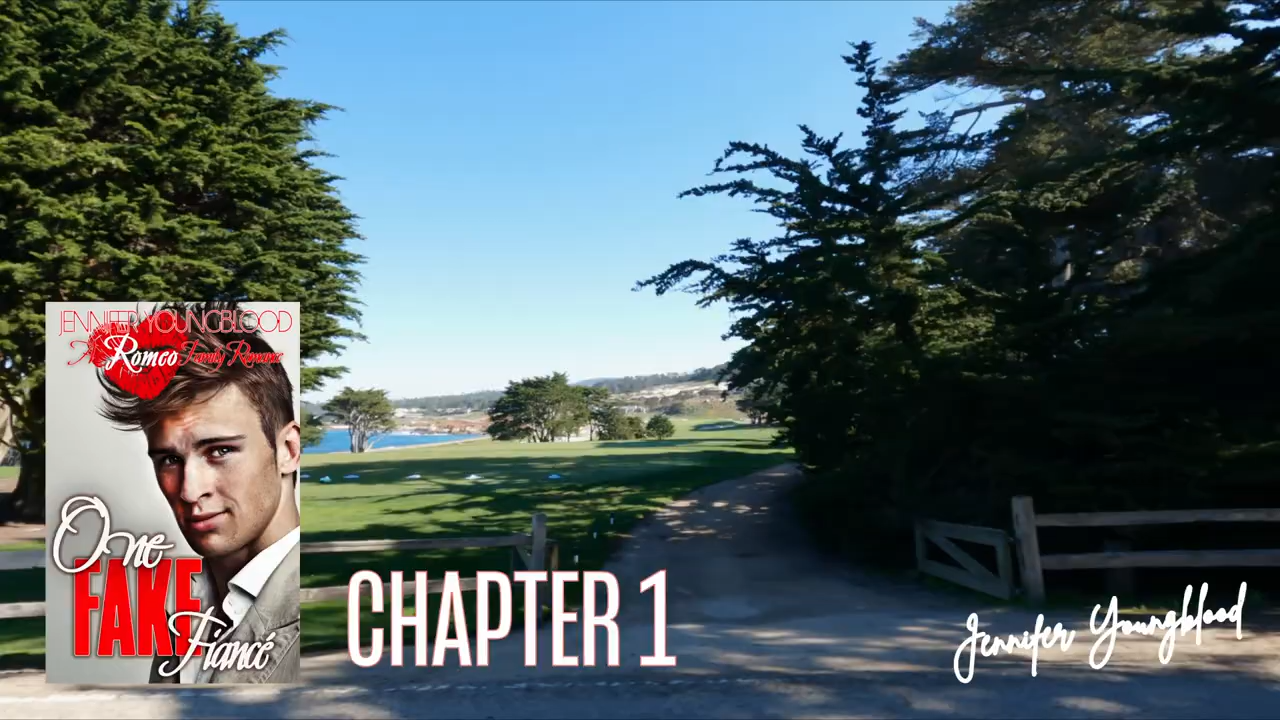 JENNIFER YOUNGBLOOD
A Romeo Family Romance
One
FAKE
Fiancé
CHAPTER 1
Jennifer Youngblood